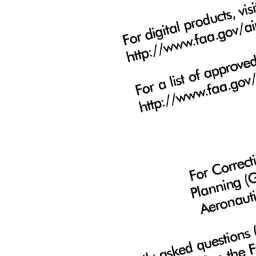 For digital products, visi
http://www.faa.gov/ai
For a list of approved
http://www.faa.gov/
For Correcti
Planning (G
Aeronauti
asked questions (
the F